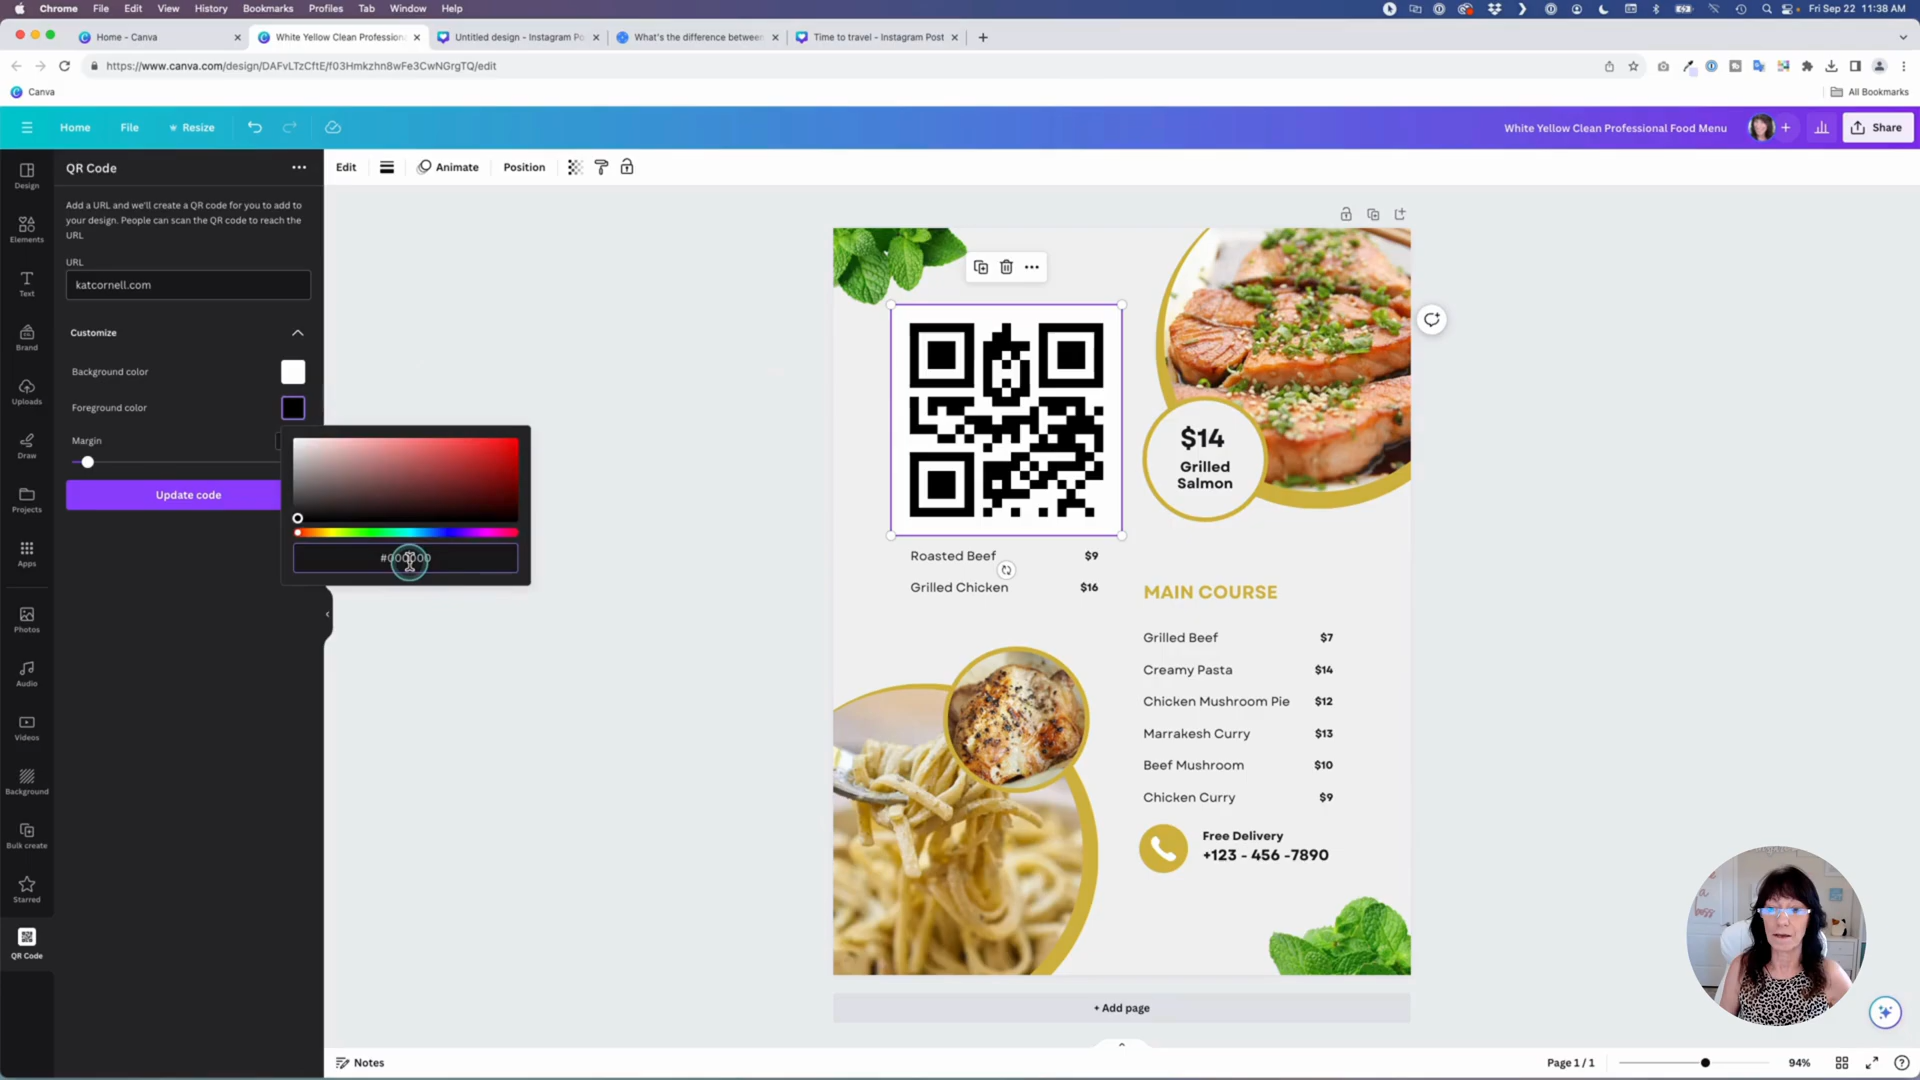 Chrome File Edit View History Bookmarks Profiles Tab Window Help Fri Sep 22 11:38 AM
Home - Canva White Yellow Clean Professional Untitled design - Instagram Po What's the difference between Time to travel - Instagram Post
https://www.canva.com/design/DAFvLTzCftE/f03Hmkzhn8wFe3CwNGrgTQ/edit
Canva All Bookmarks
Home File Resize White Yellow Clean Professional Food Menu Share
QR Code Edit Animate Position
Design
Elements
Text
Brand
Uploads
Draw
Projects
Apps
Photos
Audio
Videos
Background
Bulk create
Starred
QR Code
Add a URL and we'll create a QR code for you to add to
your design. People can scan the QR code to reach the
URL
URL
katcornell.com
Customize
Background color
Foreground color
Margin
Update code
#000000
$14
Grilled
Salmon
Roasted Beef $9
Grilled Chicken $16
MAIN COURSE
Grilled Beef $7
Creamy Pasta $14
Chicken Mushroom Pie $12
Marrakesh Curry $13
Beef Mushroom $10
Chicken Curry $9
Free Delivery
+123 - 456 -7890
+ Add page
Notes Page 1 / 1 94%